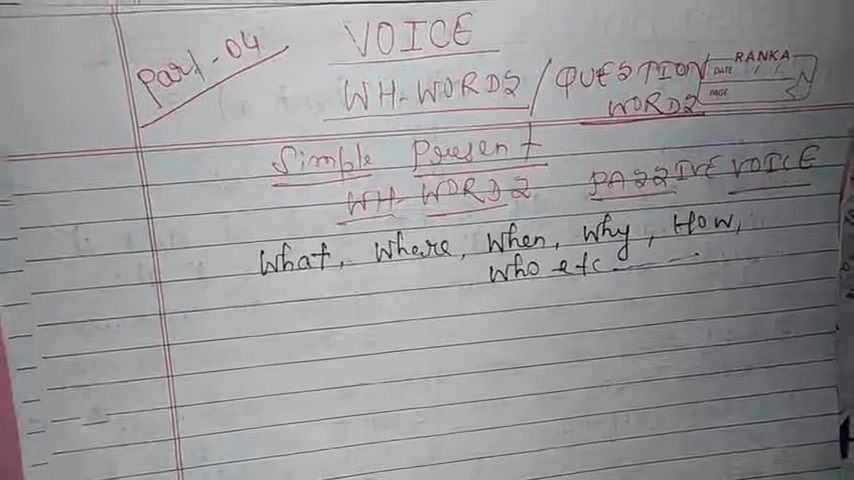 Part-04
VOICE
WH-WORDS / QUESTION WORDS
RANKA
DATE / /
PAGE
Simple Present
WH-WORDS PASSIVE VOICE
What, Where, When, Why, How,
Who etc